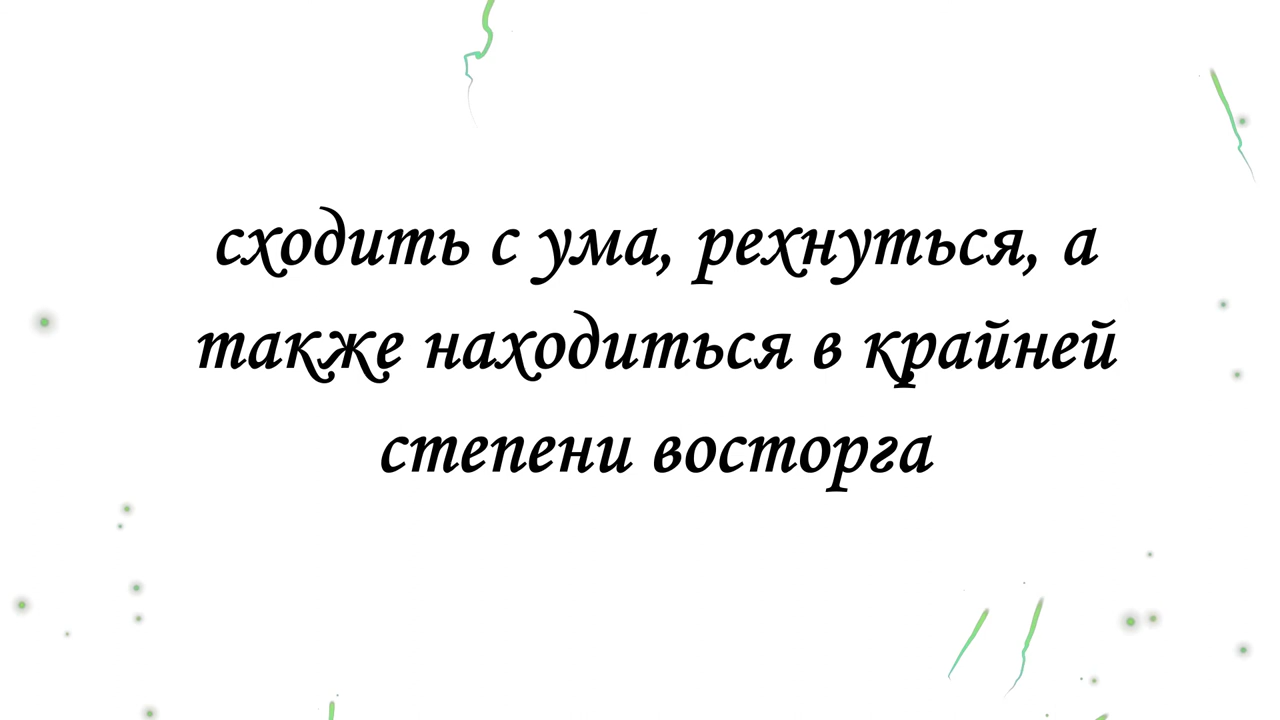 сходить с ума, рехнуться, а
также находиться в крайней
степени восторга